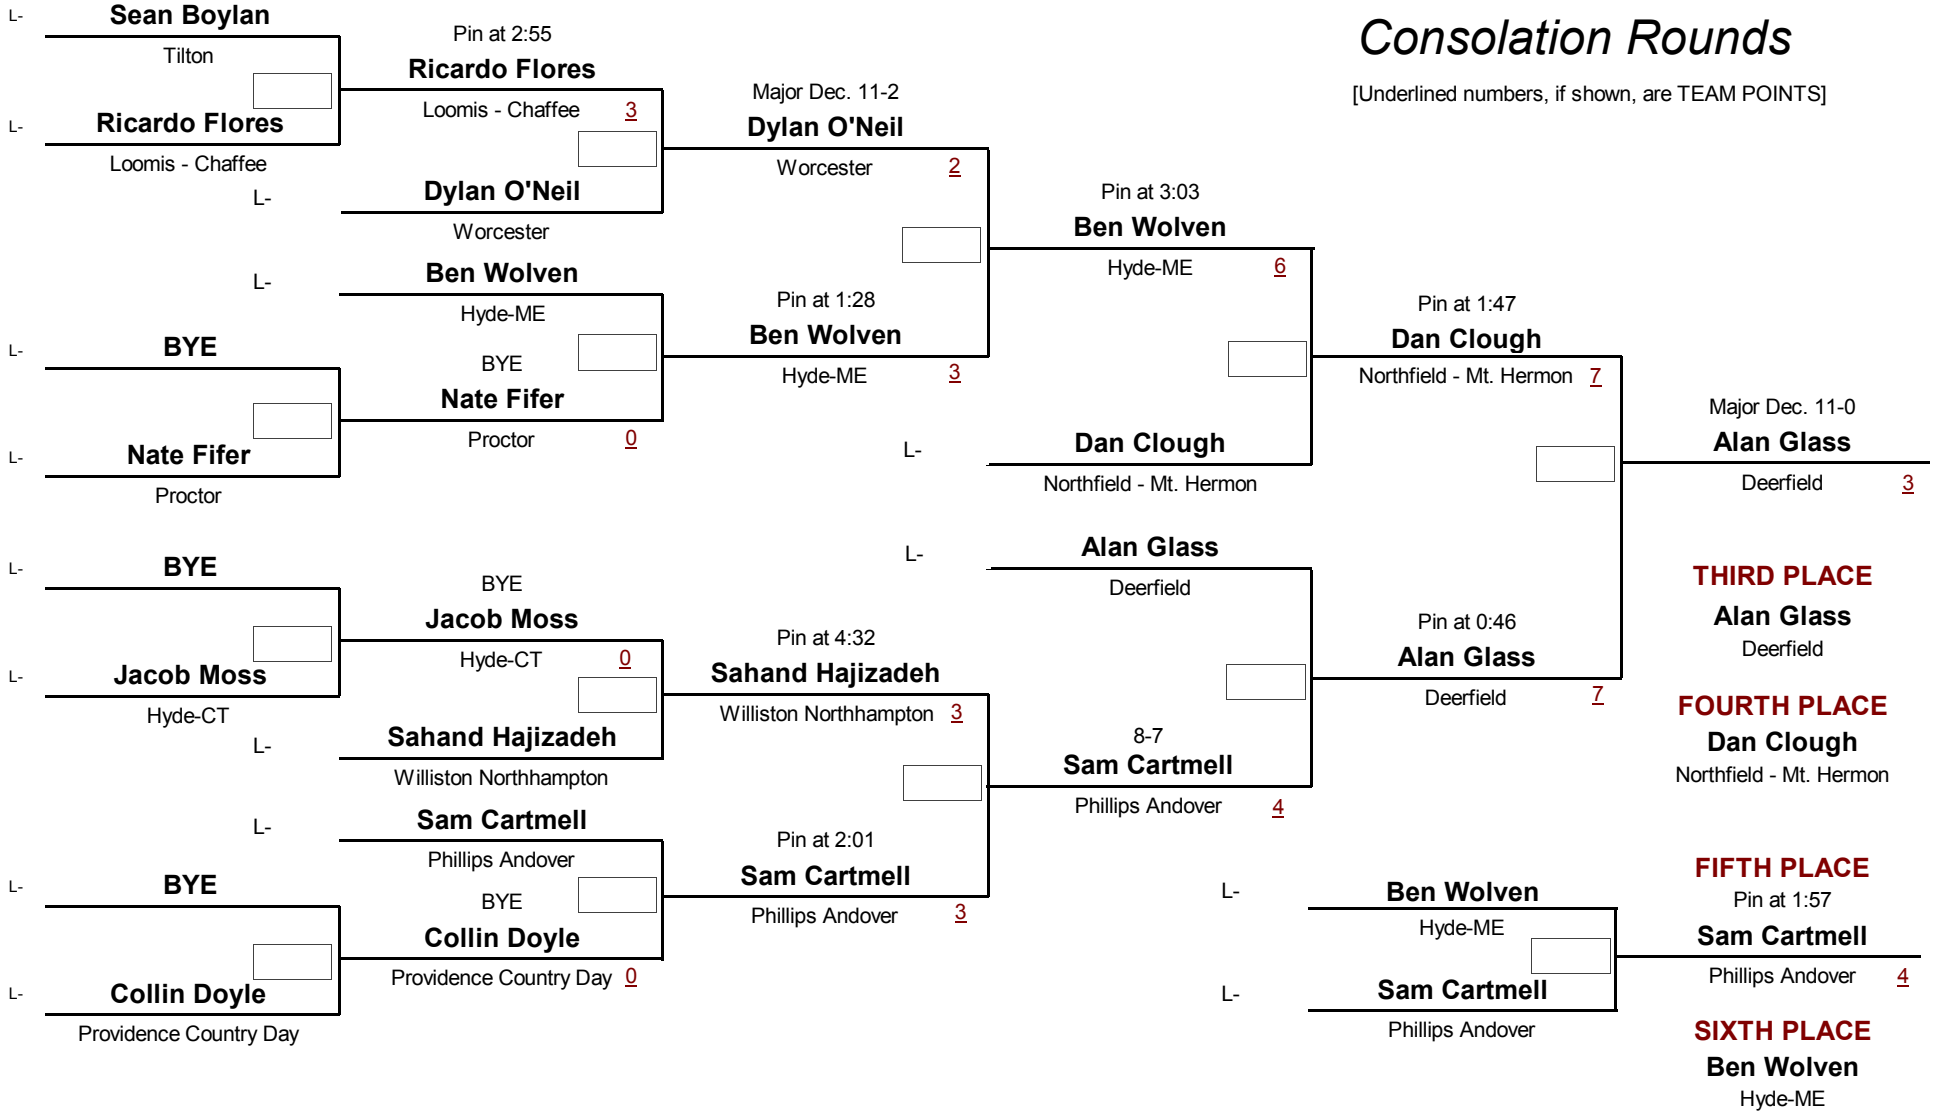 Consolation Rounds
[Underlined numbers, if shown, are TEAM POINTS]
L-
Sean Boylan
Tilton
L-
Ricardo Flores
Loomis - Chaffee
L-
BYE
L-
Nate Fifer
Proctor
L-
BYE
L-
Jacob Moss
Hyde-CT
L-
BYE
L-
Collin Doyle
Providence Country Day
Pin at 2:55
Ricardo Flores
Loomis - Chaffee 3
L-
Dylan O'Neil
Worcester
L-
Ben Wolven
Hyde-ME
BYE
Nate Fifer
Proctor 0
BYE
Jacob Moss
Hyde-CT 0
L-
Sahand Hajizadeh
Williston Northhampton
L-
Sam Cartmell
Phillips Andover
BYE
Collin Doyle
Providence Country Day 0
Major Dec. 11-2
Dylan O'Neil
Worcester 2
Pin at 1:28
Ben Wolven
Hyde-ME 3
Pin at 4:32
Sahand Hajizadeh
Williston Northhampton 3
Pin at 2:01
Sam Cartmell
Phillips Andover 3
Pin at 3:03
Ben Wolven
Hyde-ME 6
L-
Dan Clough
Northfield - Mt. Hermon
L-
Alan Glass
Deerfield
8-7
Sam Cartmell
Phillips Andover 4
Pin at 1:47
Dan Clough
Northfield - Mt. Hermon 7
Pin at 0:46
Alan Glass
Deerfield 7
L-
Ben Wolven
Hyde-ME
L-
Sam Cartmell
Phillips Andover
Major Dec. 11-0
Alan Glass
Deerfield 3
THIRD PLACE
Alan Glass
Deerfield
FOURTH PLACE
Dan Clough
Northfield - Mt. Hermon
FIFTH PLACE
Pin at 1:57
Sam Cartmell
Phillips Andover 4
SIXTH PLACE
Ben Wolven
Hyde-ME